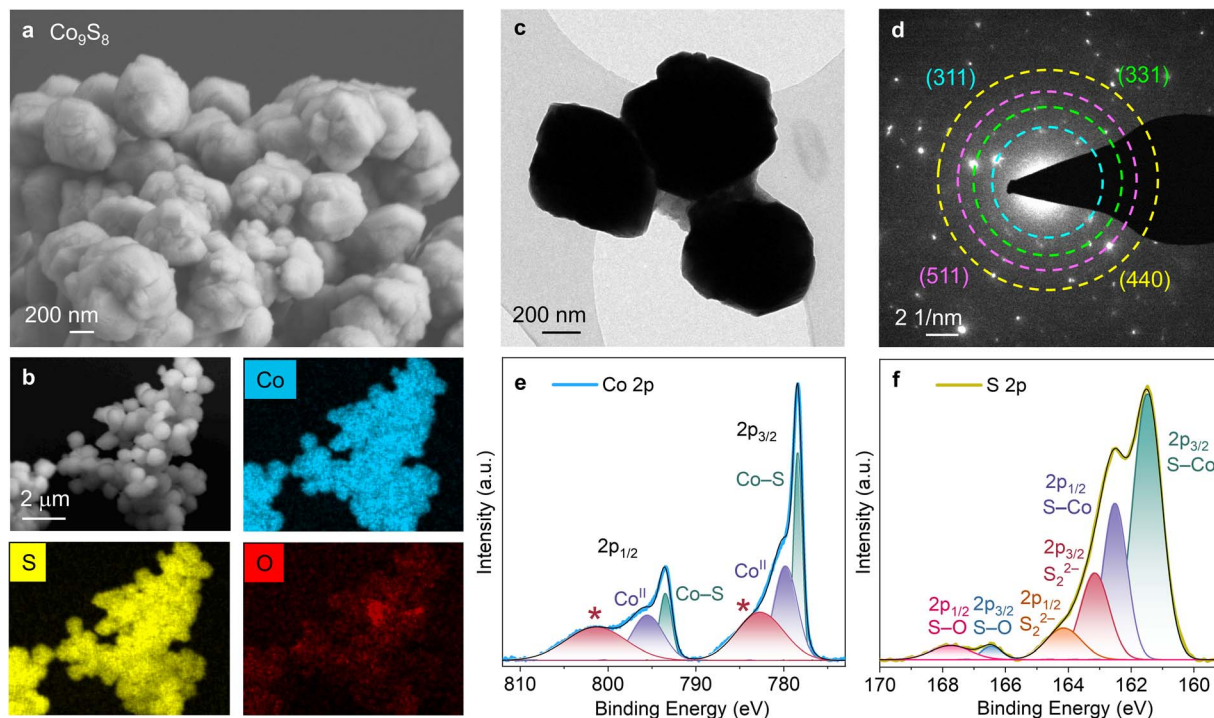 a Co₉S₈
200 nm
b
2 μm
Co
S
O
c
200 nm
d
(311)
(331)
(511)
(440)
2 1/nm
e Co 2p
2p₃/₂
Co–S
2p₁/₂
Coᴵᴵ
Co–S
Coᴵᴵ
*
*
Intensity (a.u.)
810 800 790 780
Binding Energy (eV)
f S 2p
2p₃/₂
S–Co
2p₁/₂
S–Co
2p₃/₂
S₂²⁻
2p₁/₂
S₂²⁻
2p₃/₂
S–O
2p₁/₂
S–O
Intensity (a.u.)
170 168 166 164 162 160
Binding Energy (eV)